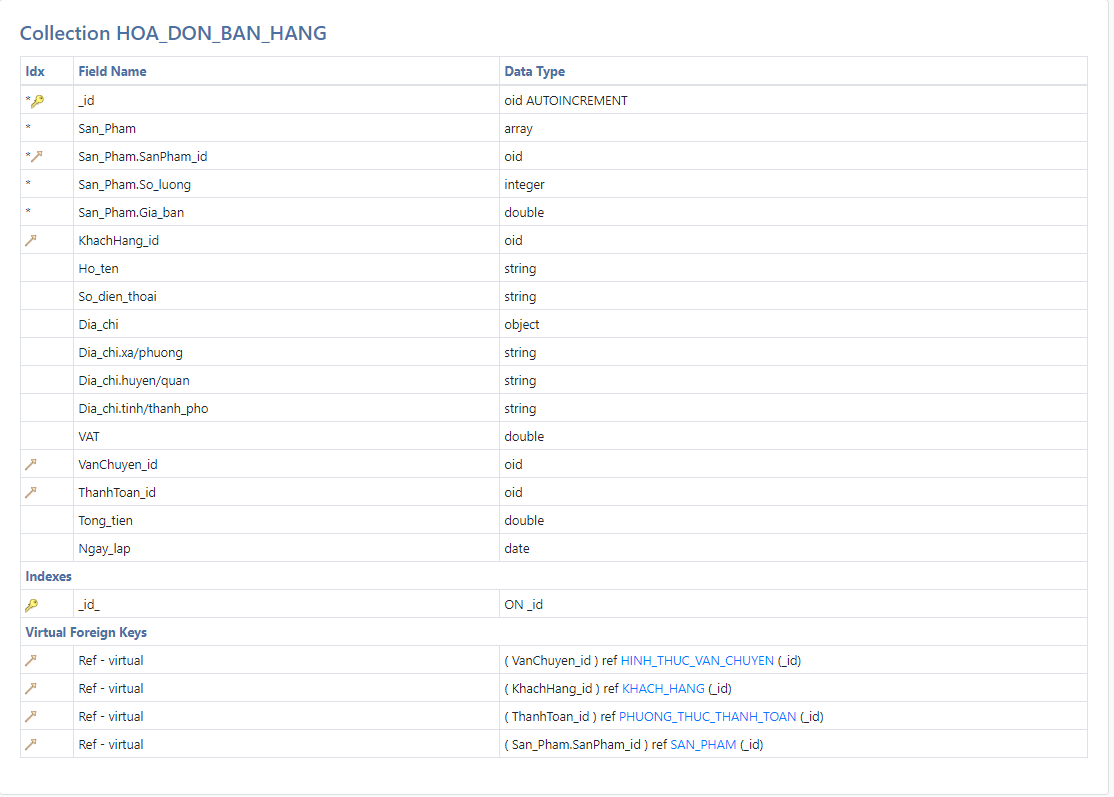 Collection HOA_DON_BAN_HANG
Idx Field Name Data Type
* _id oid AUTOINCREMENT
* San_Pham array
* San_Pham.SanPham_id oid
* San_Pham.So_luong integer
* San_Pham.Gia_ban double
KhachHang_id oid
Ho_ten string
So_dien_thoai string
Dia_chi object
Dia_chi.xa/phuong string
Dia_chi.huyen/quan string
Dia_chi.tinh/thanh_pho string
VAT double
VanChuyen_id oid
ThanhToan_id oid
Tong_tien double
Ngay_lap date
Indexes
_id_ ON _id
Virtual Foreign Keys
Ref - virtual ( VanChuyen_id ) ref HINH_THUC_VAN_CHUYEN (_id)
Ref - virtual ( KhachHang_id ) ref KHACH_HANG (_id)
Ref - virtual ( ThanhToan_id ) ref PHUONG_THUC_THANH_TOAN (_id)
Ref - virtual ( San_Pham.SanPham_id ) ref SAN_PHAM (_id)